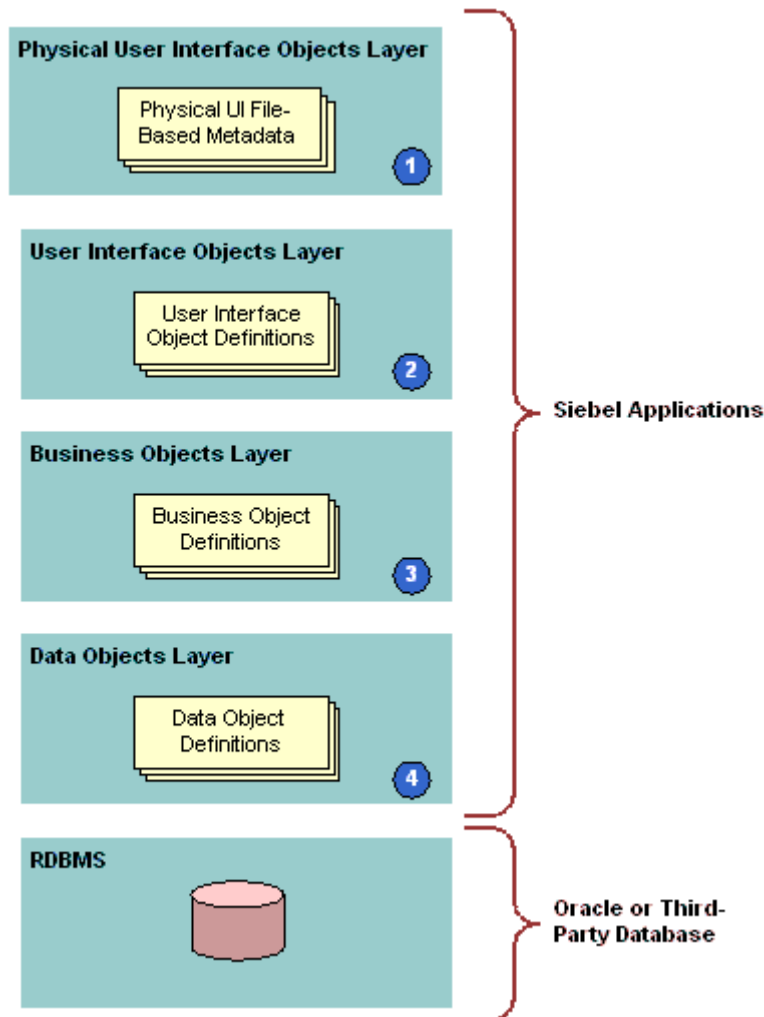 Physical User Interface Objects Layer
Physical UI File-
Based Metadata
1
User Interface Objects Layer
User Interface
Object Definitions
2
Siebel Applications
Business Objects Layer
Business Object
Definitions
3
Data Objects Layer
Data Object
Definitions
4
RDBMS
Oracle or Third-
Party Database